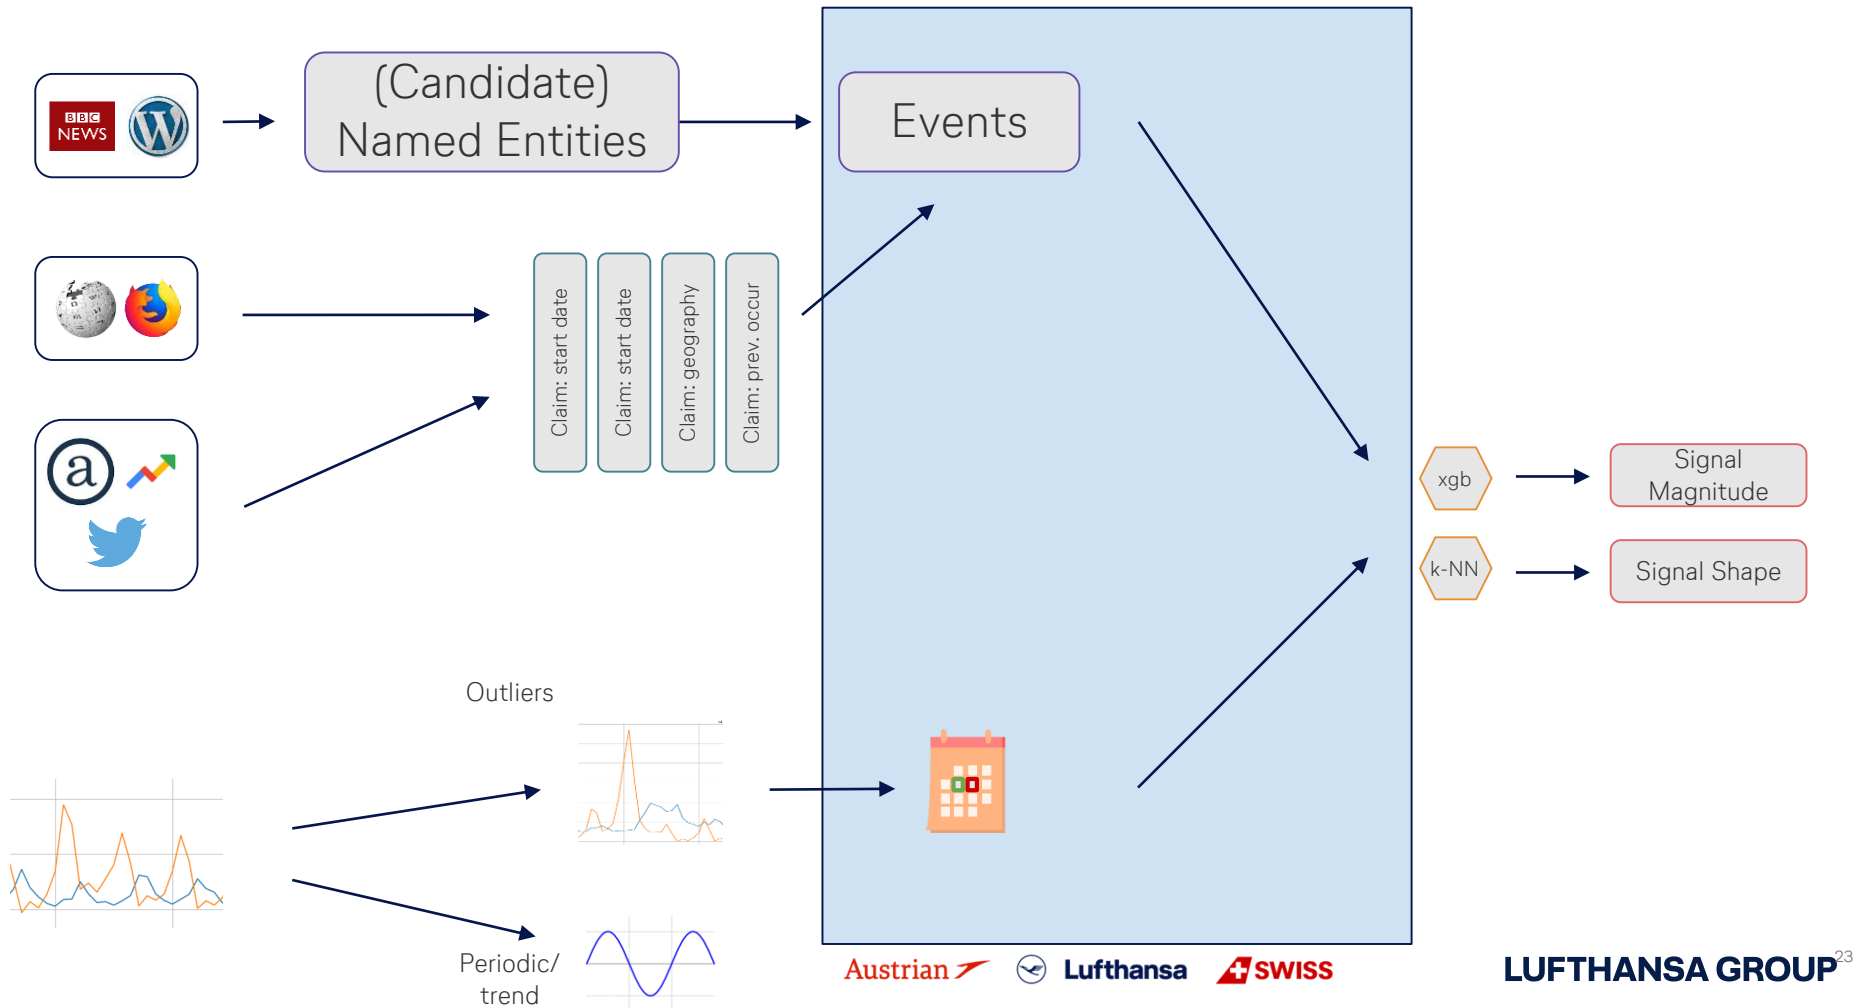 BBC
NEWS
W
(Candidate)
Named Entities
Events
Claim: start date
Claim: start date
Claim: geography
Claim: prev. occur
a
xgb
Signal
Magnitude
k-NN
Signal Shape
Outliers
Periodic/
trend
Austrian
Lufthansa
SWISS
LUFTHANSA GROUP
23